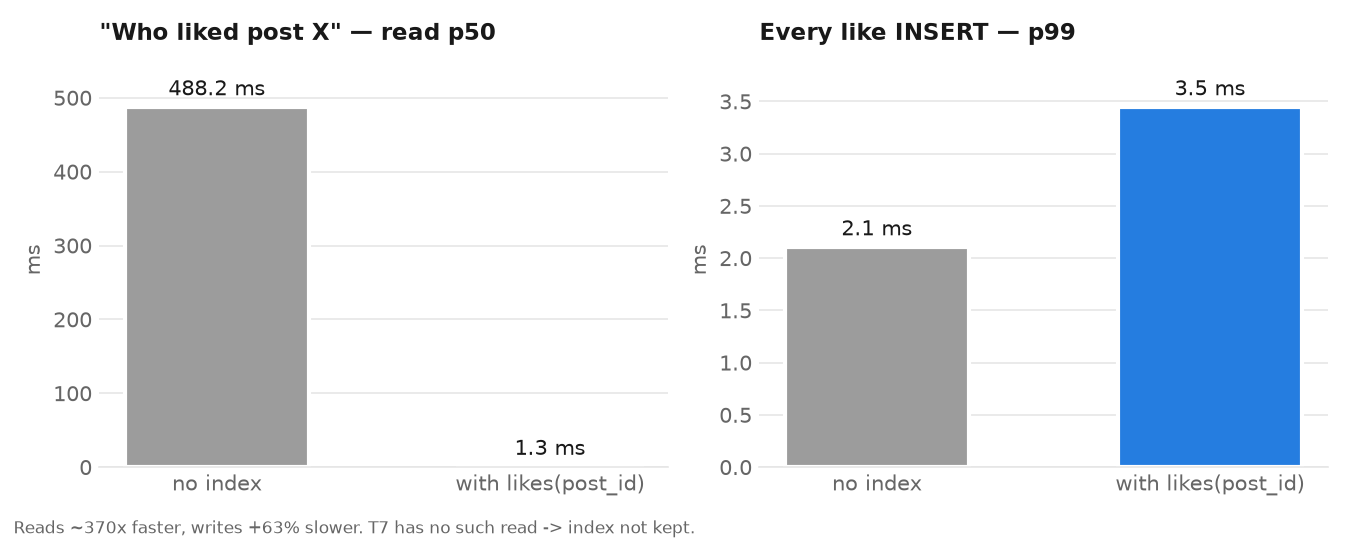 "Who liked post X" — read p50
488.2 ms
500
400
300
200
100
0
ms
1.3 ms
no index
with likes(post_id)
Every like INSERT — p99
3.5 ms
3.5
3.0
2.5
2.0
1.5
1.0
0.5
0.0
ms
2.1 ms
no index
with likes(post_id)
Reads ~370x faster, writes +63% slower. T7 has no such read -> index not kept.